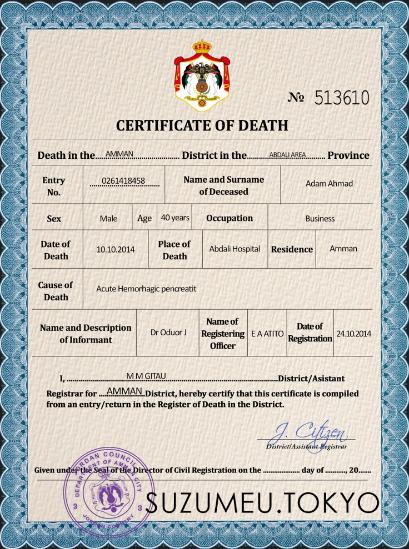 № 513610
CERTIFICATE OF DEATH
Death in the AMMAN District in the ABDALI AREA Province
Entry No. 0261418458 Name and Surname of Deceased Adam Ahmad
Sex Male Age 40 years Occupation Business
Date of Death 10.10.2014 Place of Death Abdali Hospital Residence Amman
Cause of Death Acute Hemorhagic pencreatit
Name and Description of Informant Dr Oduor J Name of Registering Officer E A ATITO Date of Registration 24.10.2014
I, M M GITAU District/Asistant
Registrar for AMMAN District, hereby certify that this certificate is compiled
from an entry/return in the Register of Death in the District.
J. Citizen
District/Assistant Registrar
Given under the Seal of the Director of Civil Registration on the ................ day of .........., 20......
JORDAN COUNCIL
DEPARTMENT OF AMMAN CITY
SUZUMEU.TOKYO